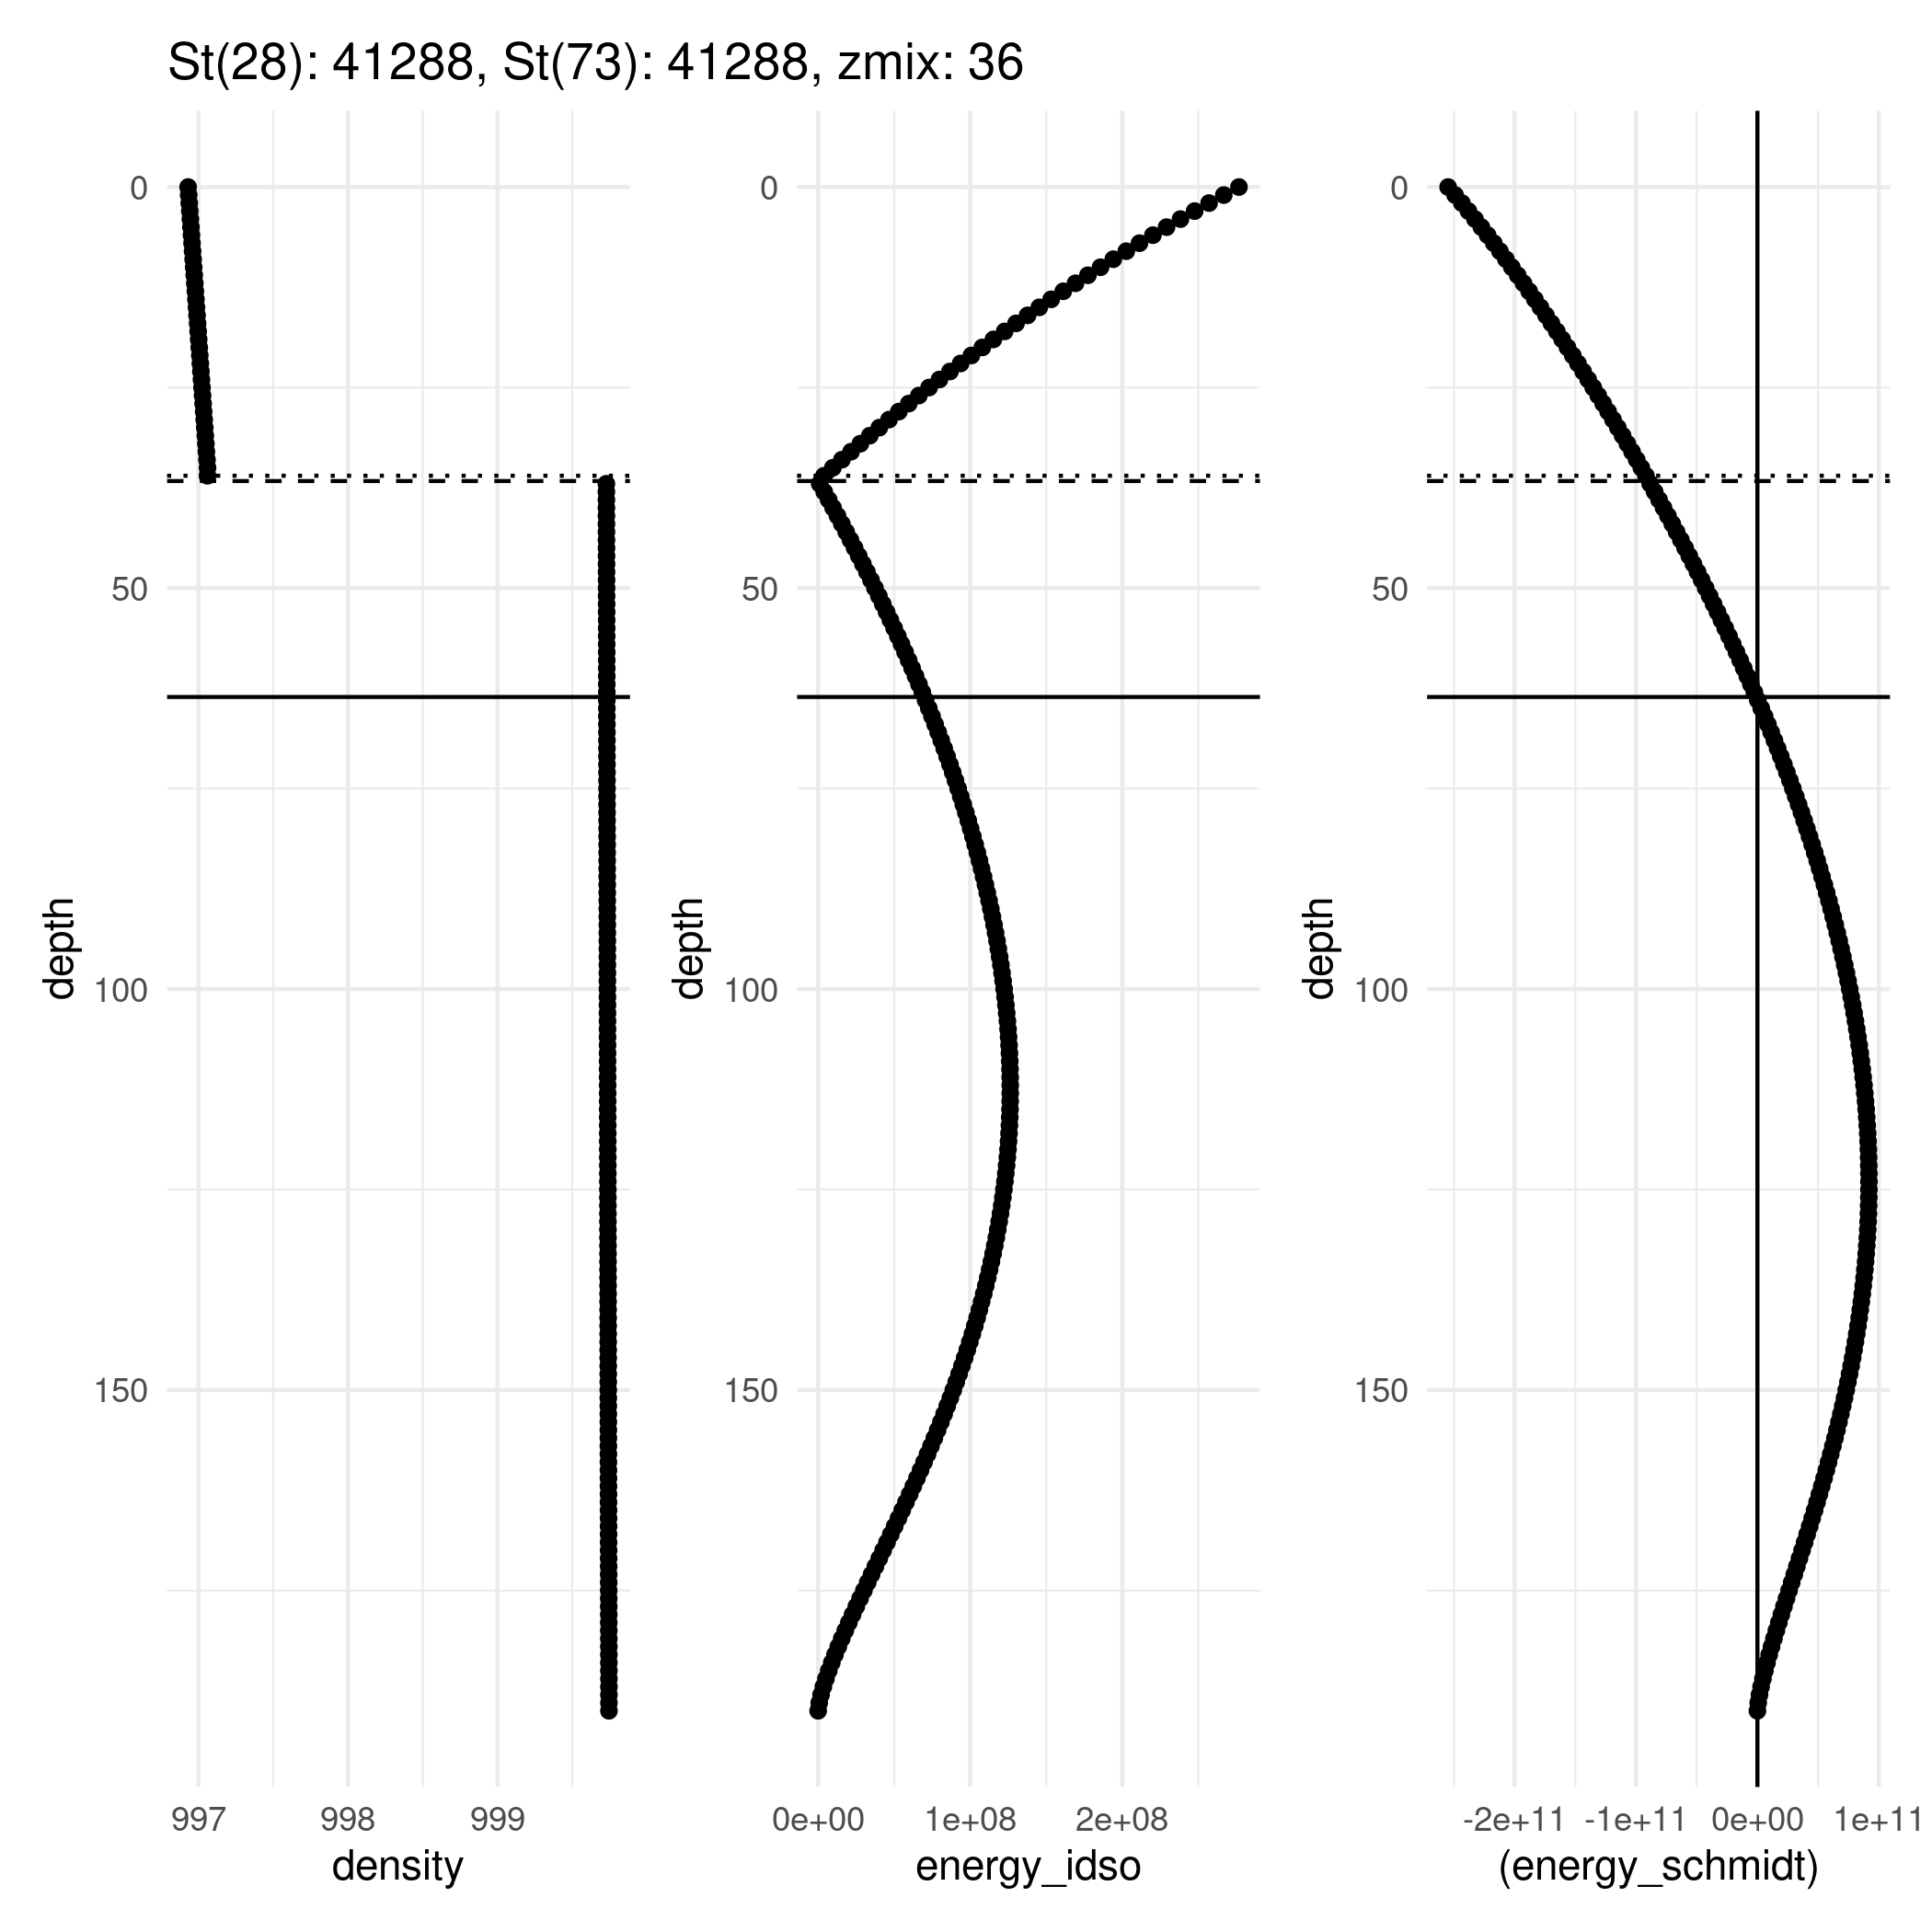 St(28): 41288, St(73): 41288, zmix: 36
0
50
100
150
depth
997 998 999
density
0
50
100
150
depth
0e+00 1e+08 2e+08
energy_idso
0
50
100
150
depth
-2e+11 -1e+11 0e+00 1e+11
(energy_schmidt)